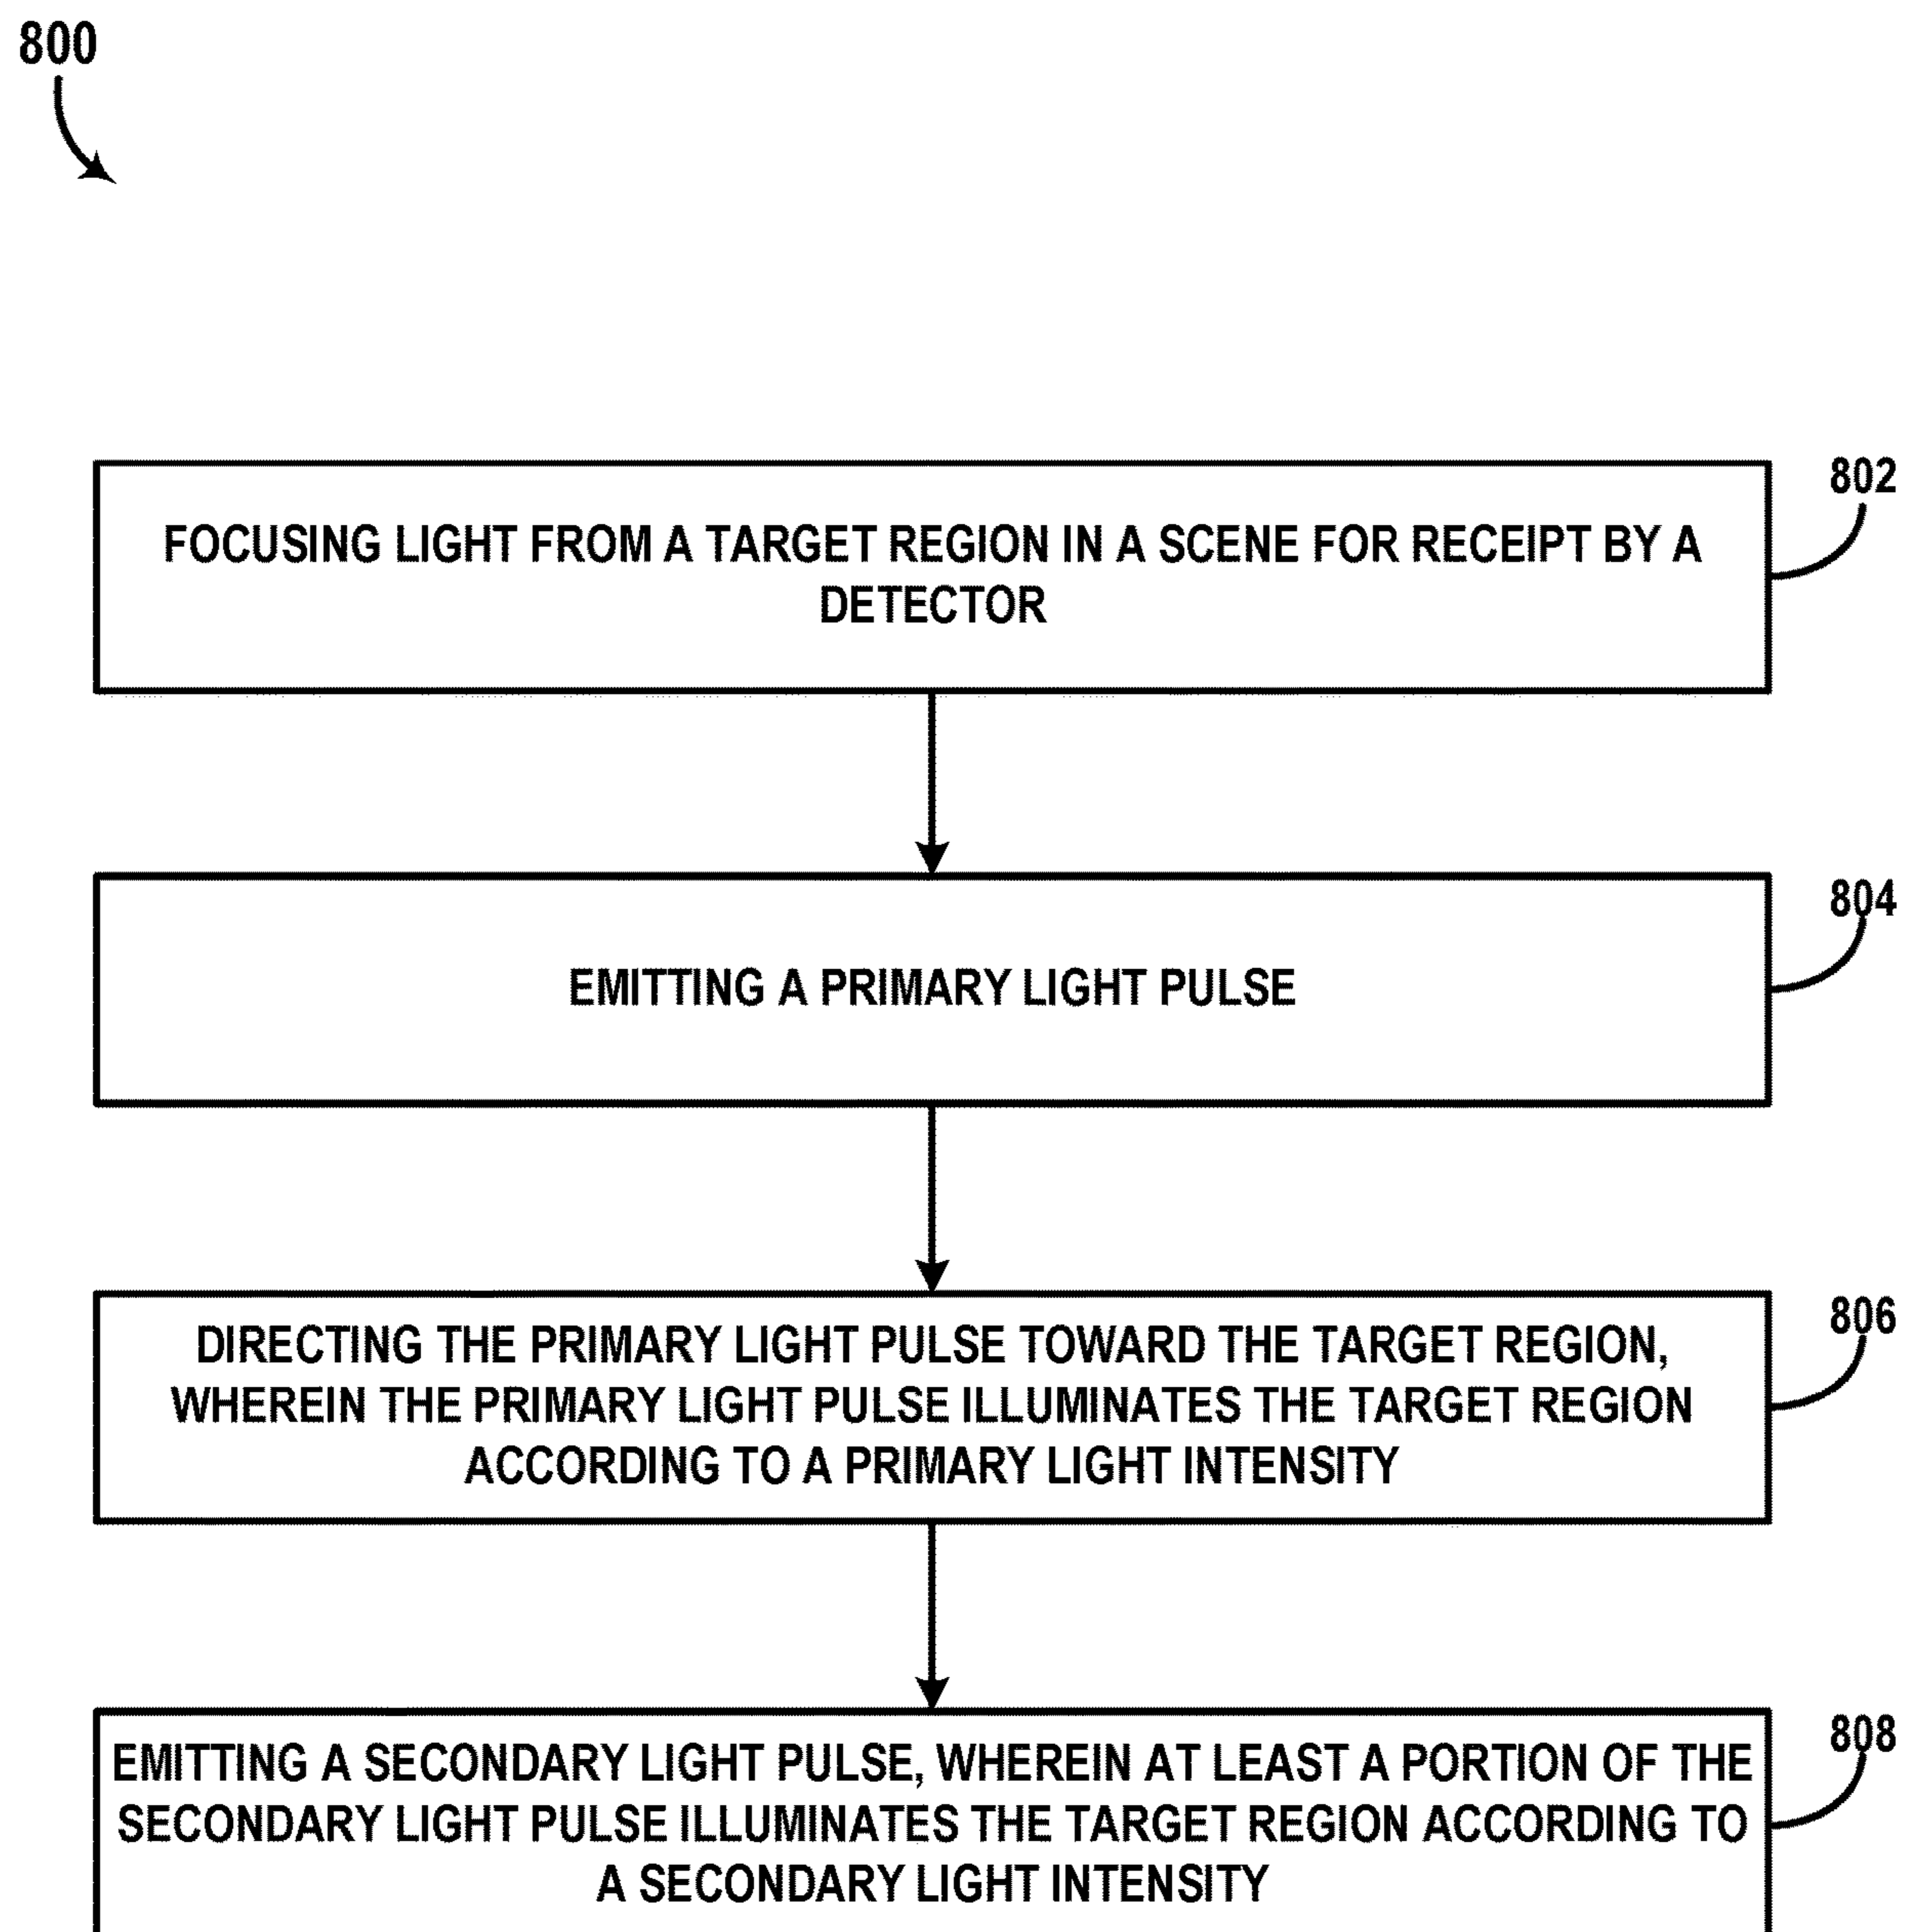 800
802
FOCUSING LIGHT FROM A TARGET REGION IN A SCENE FOR RECEIPT BY A
DETECTOR
804
EMITTING A PRIMARY LIGHT PULSE
806
DIRECTING THE PRIMARY LIGHT PULSE TOWARD THE TARGET REGION,
WHEREIN THE PRIMARY LIGHT PULSE ILLUMINATES THE TARGET REGION
ACCORDING TO A PRIMARY LIGHT INTENSITY
808
EMITTING A SECONDARY LIGHT PULSE, WHEREIN AT LEAST A PORTION OF THE
SECONDARY LIGHT PULSE ILLUMINATES THE TARGET REGION ACCORDING TO
A SECONDARY LIGHT INTENSITY